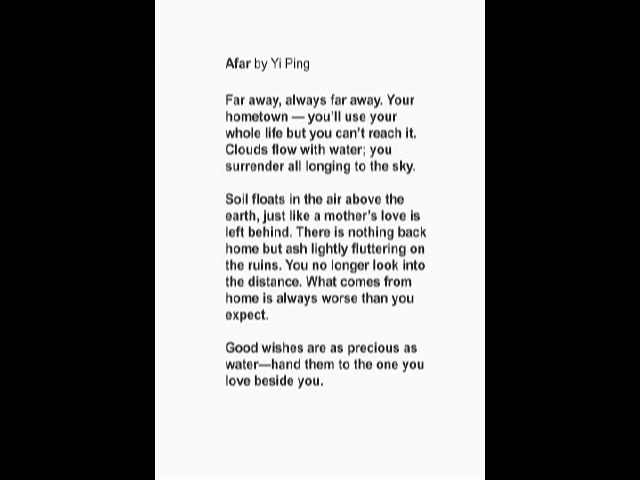 Afar by Yi Ping
Far away, always far away. Your
hometown — you'll use your
whole life but you can't reach it.
Clouds flow with water; you
surrender all longing to the sky.
Soil floats in the air above the
earth, just like a mother's love is
left behind. There is nothing back
home but ash lightly fluttering on
the ruins. You no longer look into
the distance. What comes from
home is always worse than you
expect.
Good wishes are as precious as
water—hand them to the one you
love beside you.